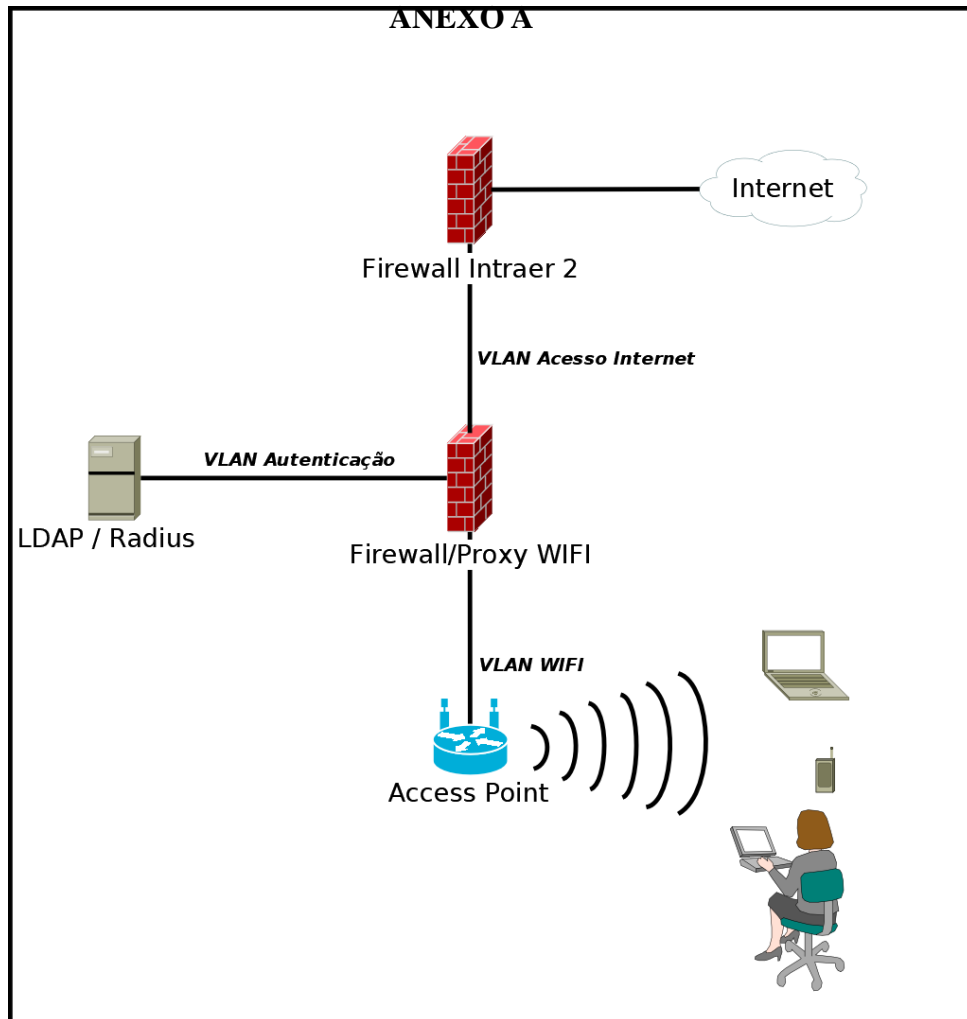 ANEXO A
Internet
Firewall Intraer 2
VLAN Acesso Internet
VLAN Autenticação
LDAP / Radius
Firewall/Proxy WIFI
VLAN WIFI
Access Point